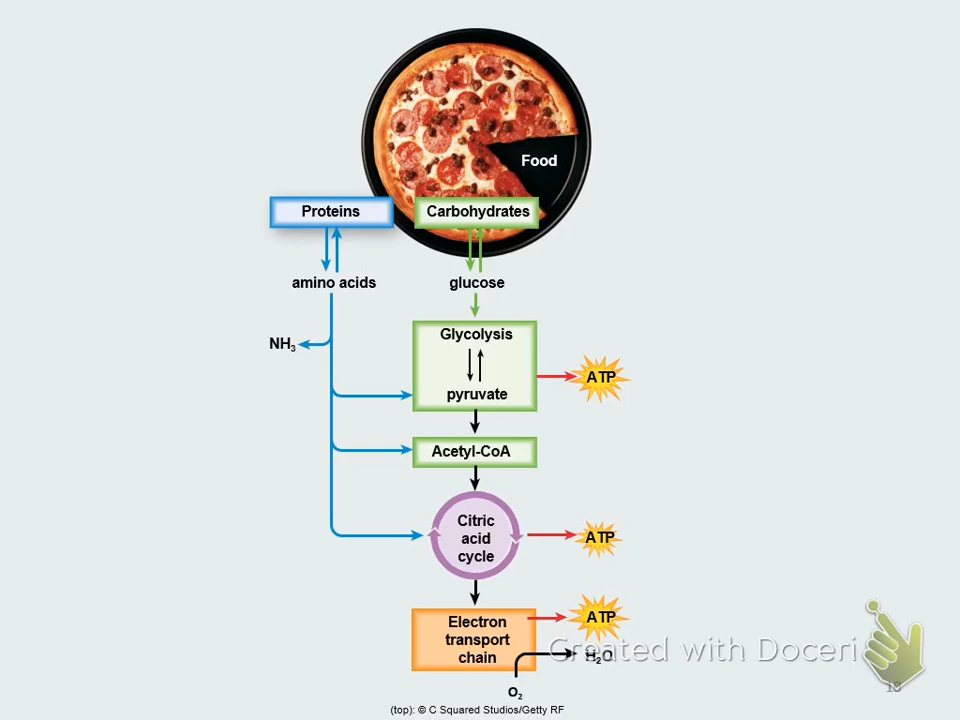 Food
Proteins
Carbohydrates
amino acids
glucose
Glycolysis
NH₃
ATP
pyruvate
Acetyl-CoA
Citric
acid
cycle
ATP
Electron
transport
chain
ATP
H₂O
Created with Doceri
O₂
(top): © C Squared Studios/Getty RF